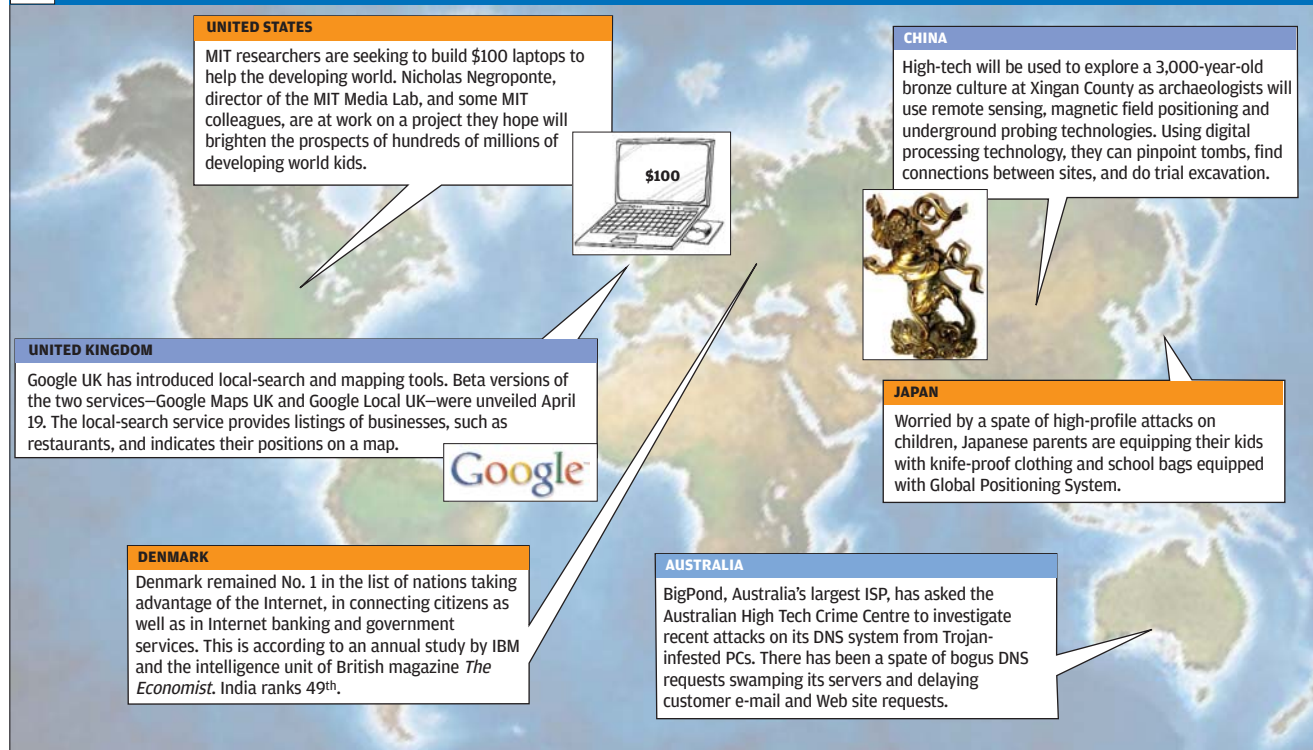 UNITED STATES
MIT researchers are seeking to build $100 laptops to
help the developing world. Nicholas Negroponte,
director of the MIT Media Lab, and some MIT
colleagues, are at work on a project they hope will
brighten the prospects of hundreds of millions of
developing world kids.
$100
CHINA
High-tech will be used to explore a 3,000-year-old
bronze culture at Xingan County as archaeologists will
use remote sensing, magnetic field positioning and
underground probing technologies. Using digital
processing technology, they can pinpoint tombs, find
connections between sites, and do trial excavation.
UNITED KINGDOM
Google UK has introduced local-search and mapping tools. Beta versions of
the two services—Google Maps UK and Google Local UK—were unveiled April
19. The local-search service provides listings of businesses, such as
restaurants, and indicates their positions on a map.
Google™
JAPAN
Worried by a spate of high-profile attacks on
children, Japanese parents are equipping their kids
with knife-proof clothing and school bags equipped
with Global Positioning System.
DENMARK
Denmark remained No. 1 in the list of nations taking
advantage of the Internet, in connecting citizens as
well as in Internet banking and government
services. This is according to an annual study by IBM
and the intelligence unit of British magazine The
Economist. India ranks 49th.
AUSTRALIA
BigPond, Australia's largest ISP, has asked the
Australian High Tech Crime Centre to investigate
recent attacks on its DNS system from Trojan-
infested PCs. There has been a spate of bogus DNS
requests swamping its servers and delaying
customer e-mail and Web site requests.